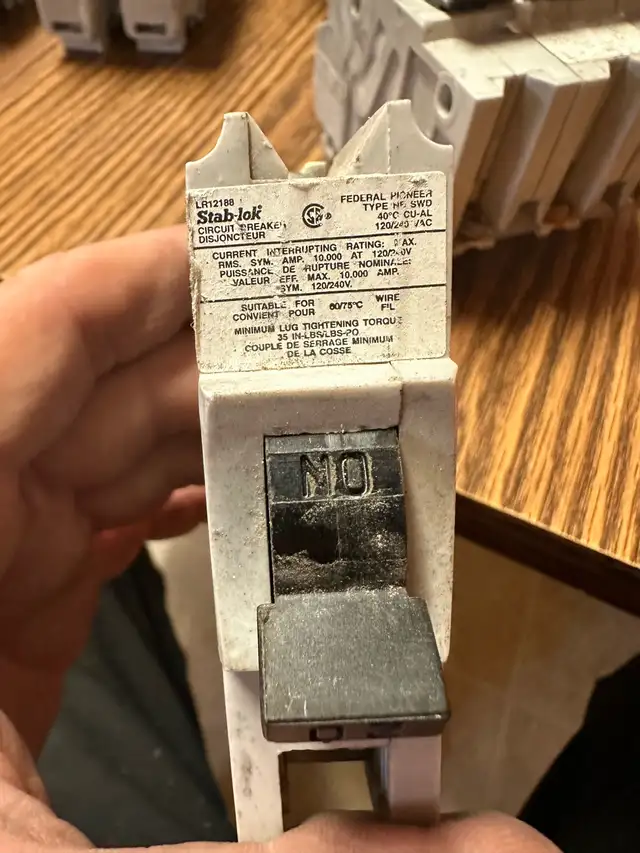 LR12188
Stab-lok
CIRCUIT BREAKER
DISJONCTEUR
FEDERAL PIONEER
TYPE SWD
40°C CU-AL
120/240 VAC
CURRENT INTERRUPTING RATING: MAX.
RMS. SYM. AMP. 10,000 AT 120/240V
PUISSANCE DE RUPTURE NOMINALE:
VALEUR EFF. MAX. 10,000 AMP.
SYM. 120/240V.
SUITABLE FOR 60/75°C WIRE
CONVIENT POUR FIL
MINIMUM LUG TIGHTENING TORQUE
35 IN-LBS/LBS-PO
COUPLE DE SERRAGE MINIMUM
DE LA COSSE
NO